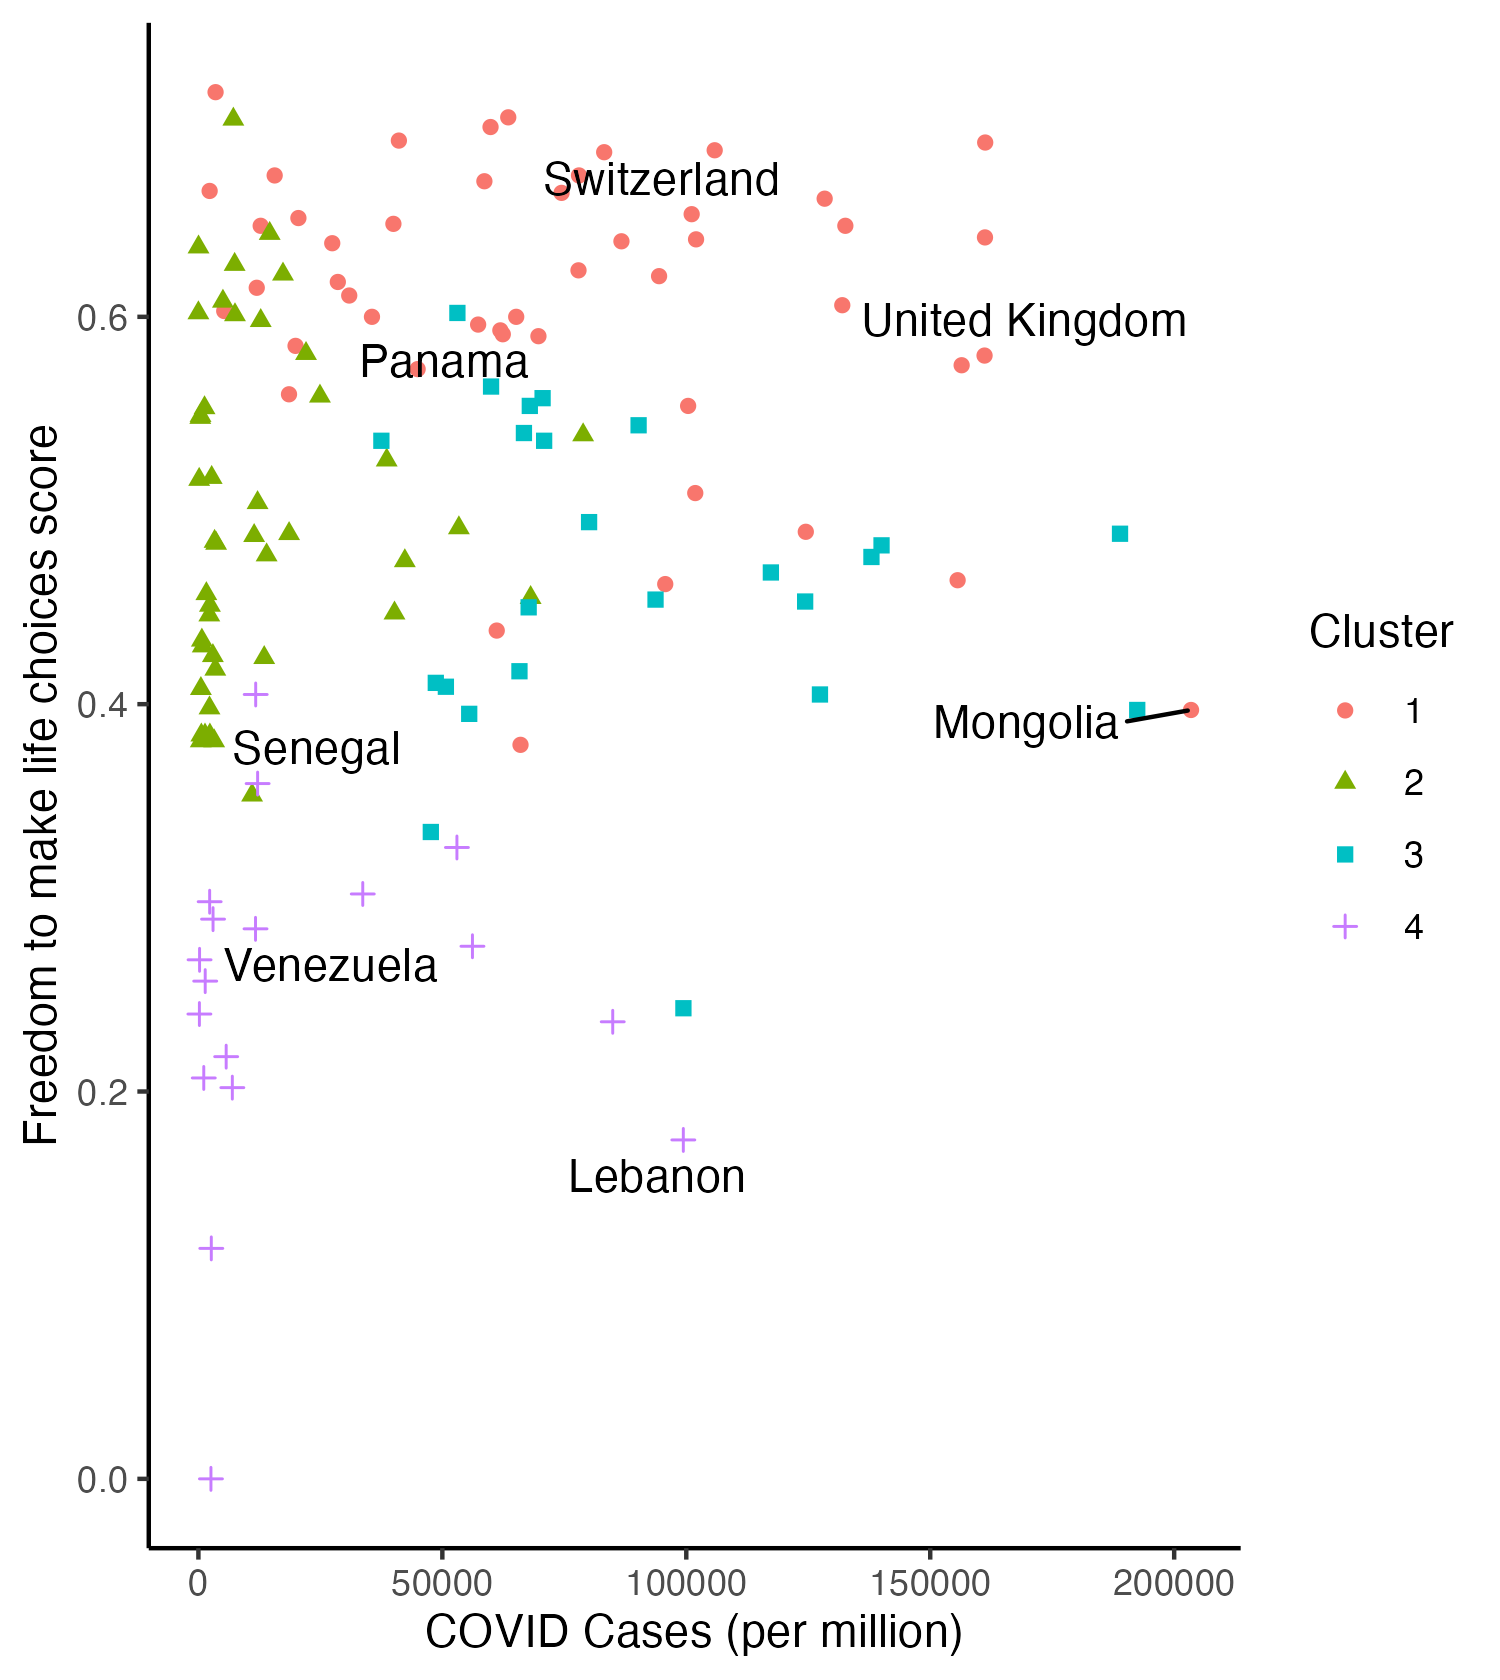 Freedom to make life choices score
0.6
0.4
0.2
0.0
Switzerland
United Kingdom
Panama
Mongolia
Senegal
Venezuela
Lebanon
0
50000
100000
150000
200000
COVID Cases (per million)
Cluster
1
2
3
4